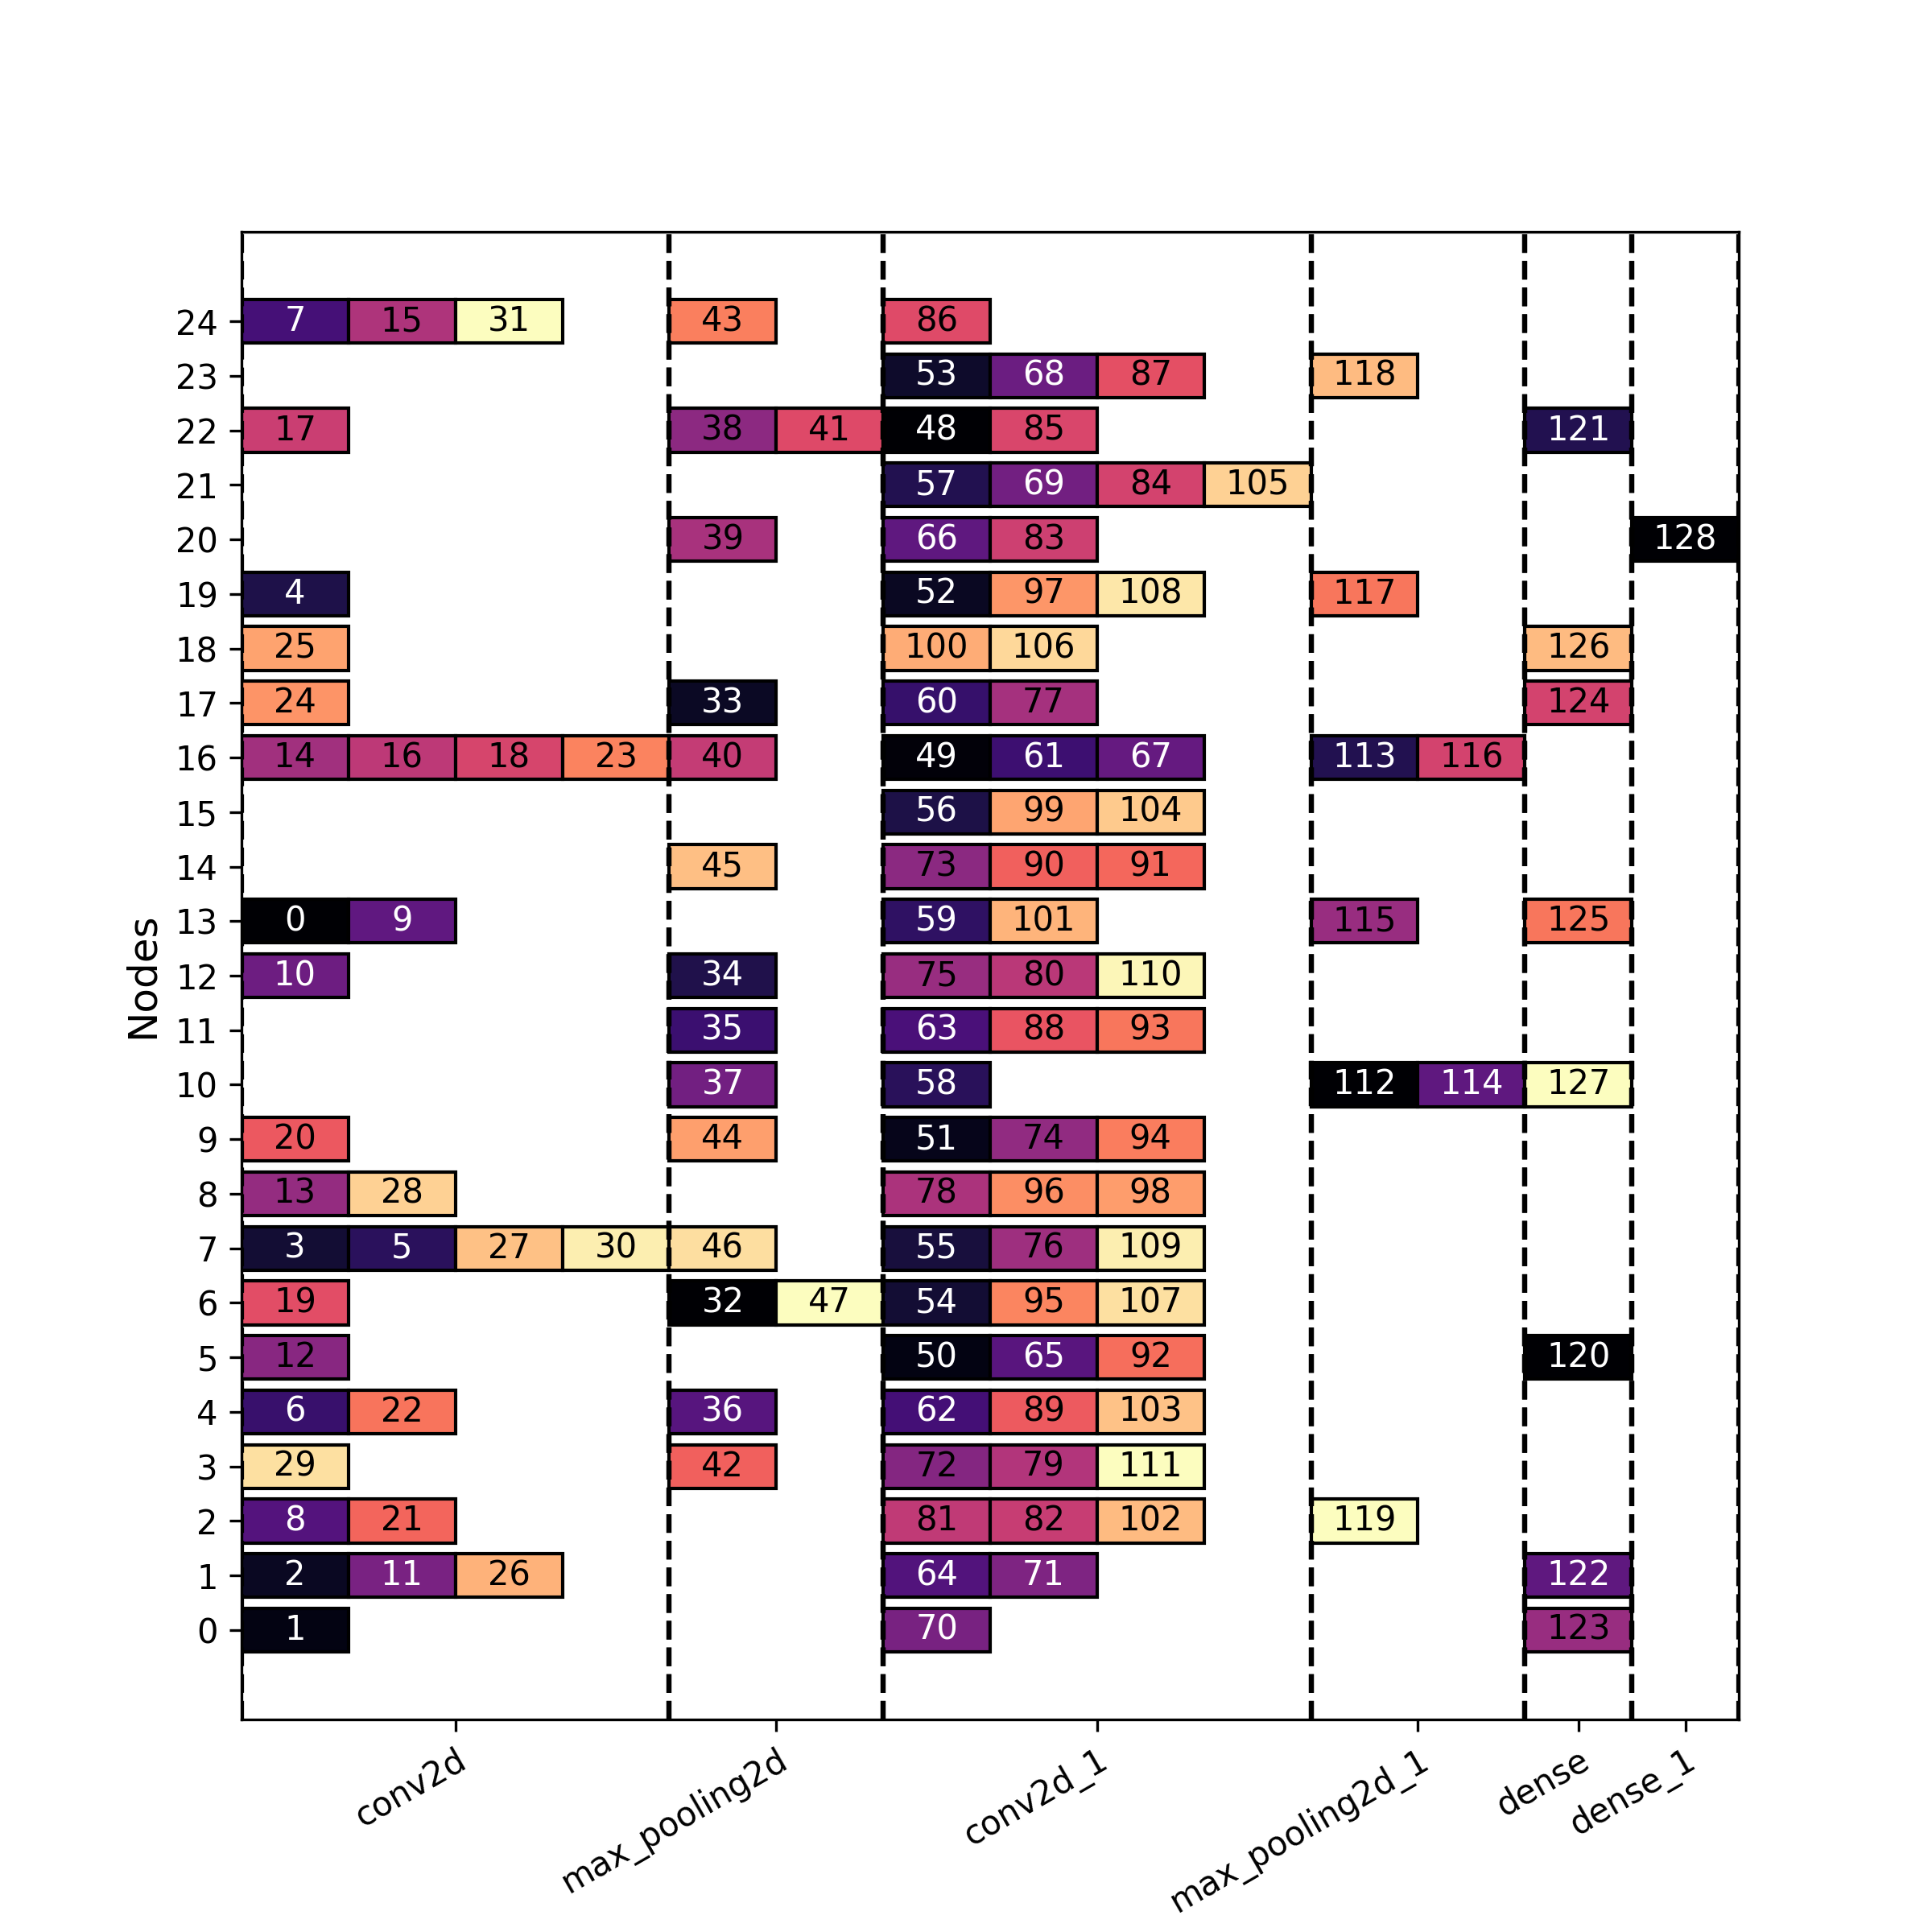 24 7 15 31 43 86
23 53 68 87 118
22 17 38 41 48 85 121
21 57 69 84 105
20 39 66 83 128
19 4 52 97 108 117
18 25 100 106 126
17 24 33 60 77 124
16 14 16 18 23 40 49 61 67 113 116
15 56 99 104
14 45 73 90 91
13 0 9 59 101 115 125
12 10 34 75 80 110
11 35 63 88 93
10 37 58 112 114 127
9 20 44 51 74 94
8 13 28 78 96 98
7 3 5 27 30 46 55 76 109
6 19 32 47 54 95 107
5 12 50 65 92 120
4 6 22 36 62 89 103
3 29 42 72 79 111
2 8 21 81 82 102 119
1 2 11 26 64 71 122
0 1 70 123
Nodes
conv2d
max_pooling2d
conv2d_1
max_pooling2d_1
dense
dense_1